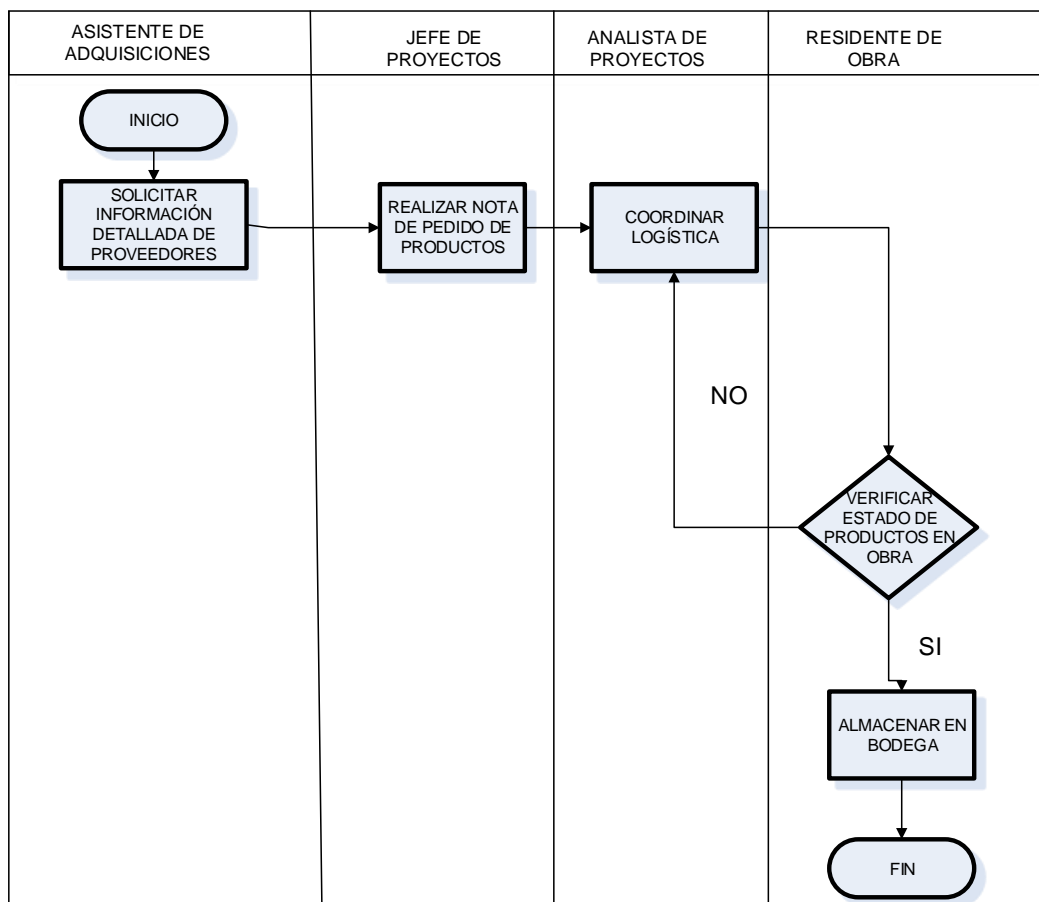 ASISTENTE DE
ADQUISICIONES
JEFE DE
PROYECTOS
ANALISTA DE
PROYECTOS
RESIDENTE DE
OBRA
INICIO
SOLICITAR
INFORMACIÓN
DETALLADA DE
PROVEEDORES
REALIZAR NOTA
DE PEDIDO DE
PRODUCTOS
COORDINAR
LOGÍSTICA
NO
VERIFICAR
ESTADO DE
PRODUCTOS EN
OBRA
SI
ALMACENAR EN
BODEGA
FIN